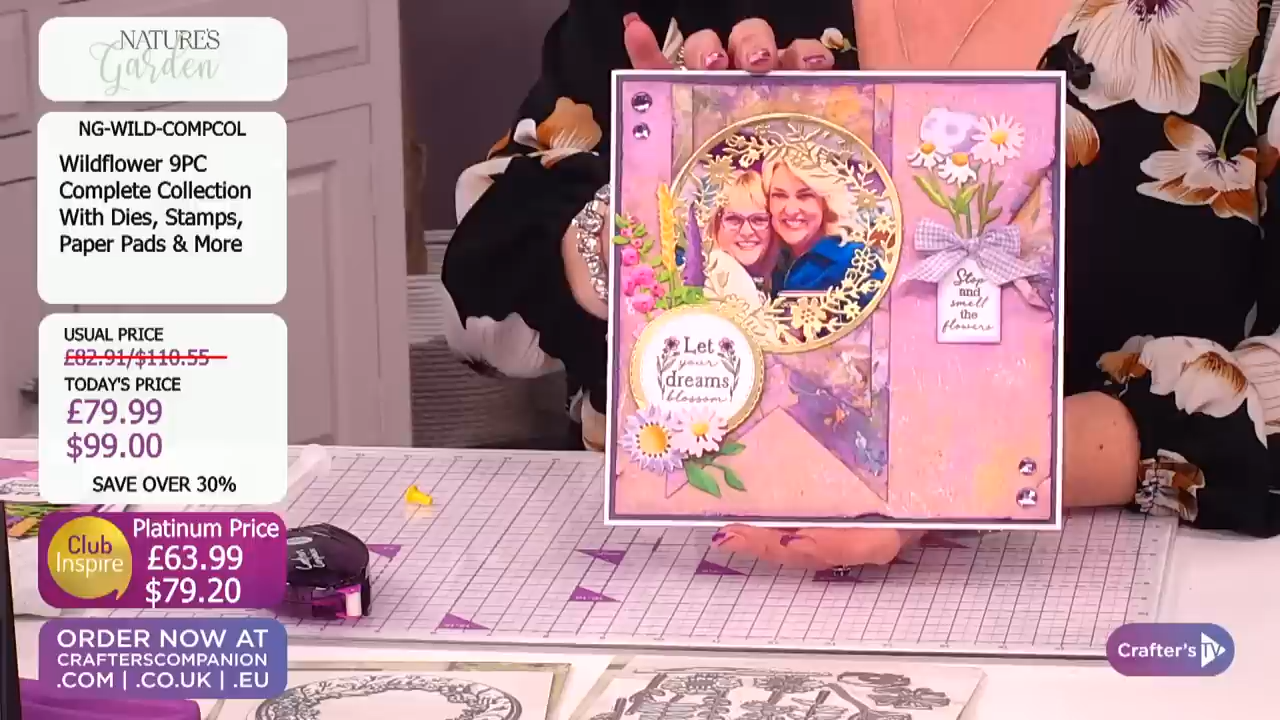 NATURE'S
Garden
NG-WILD-COMPCOL
Wildflower 9PC
Complete Collection
With Dies, Stamps,
Paper Pads & More
USUAL PRICE
£82.91/$110.55
TODAY'S PRICE
£79.99
$99.00
SAVE OVER 30%
Club
Inspire
Platinum Price
£63.99
$79.20
ORDER NOW AT
CRAFTERSCOMPANION
.COM | .CO.UK | .EU
Let
your
dreams
blossom
Stop
and
smell
the
flowers
Crafter's TV